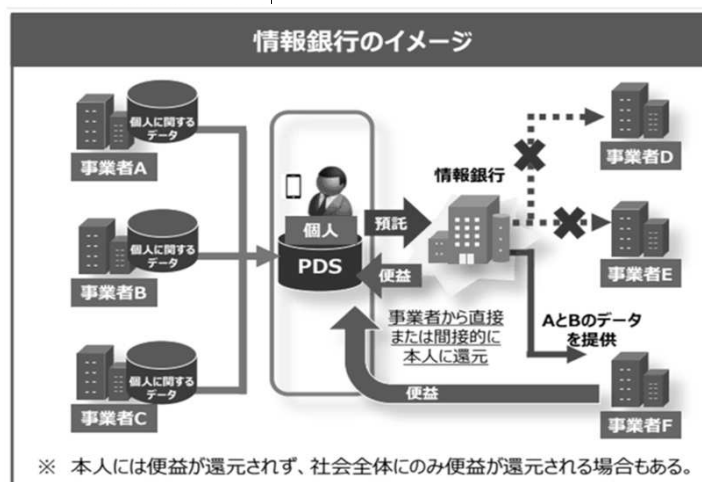 情報銀行のイメージ
個人に関する
データ
事業者A
個人に関する
データ
事業者B
個人に関する
データ
事業者C
個人
PDS
預託
便益
情報銀行
事業者から直接
または間接的に
本人に還元
便益
AとBのデータ
を提供
事業者D
事業者E
事業者F
※ 本人には便益が還元されず、社会全体にのみ便益が還元される場合もある。